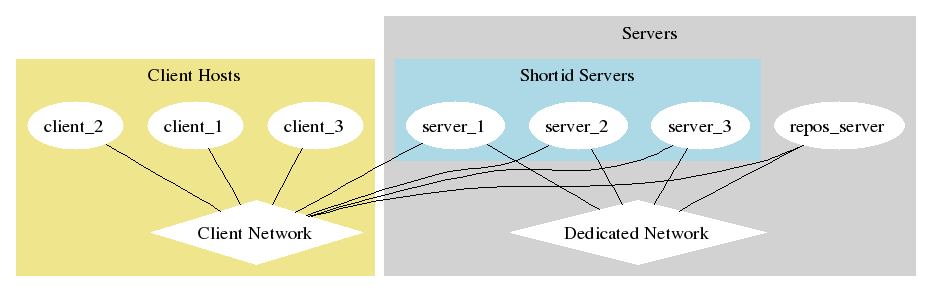 Servers
Client Hosts
Shortid Servers
client_2
client_1
client_3
server_1
server_2
server_3
repos_server
Client Network
Dedicated Network